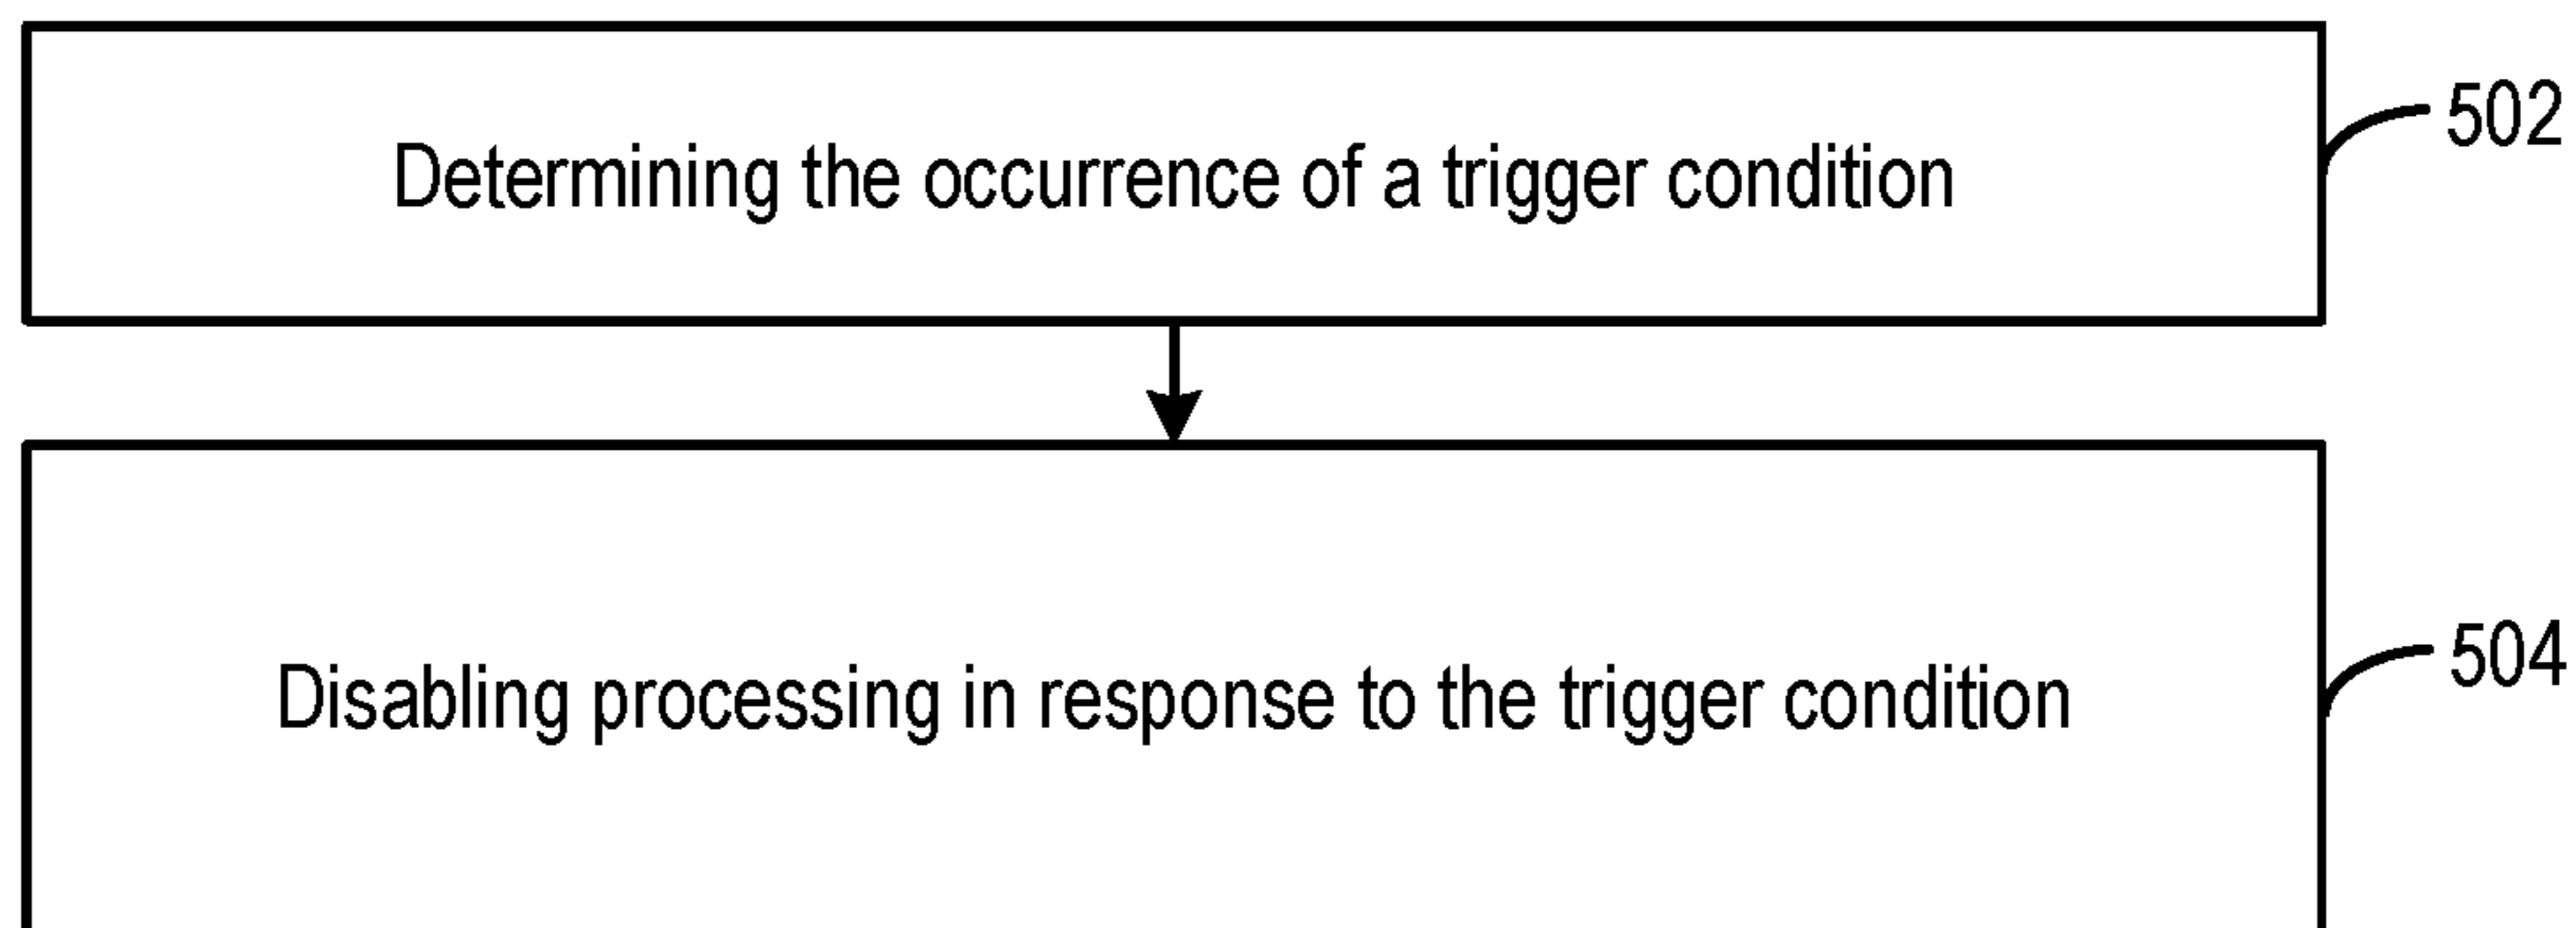 Determining the occurrence of a trigger condition
502
Disabling processing in response to the trigger condition
504